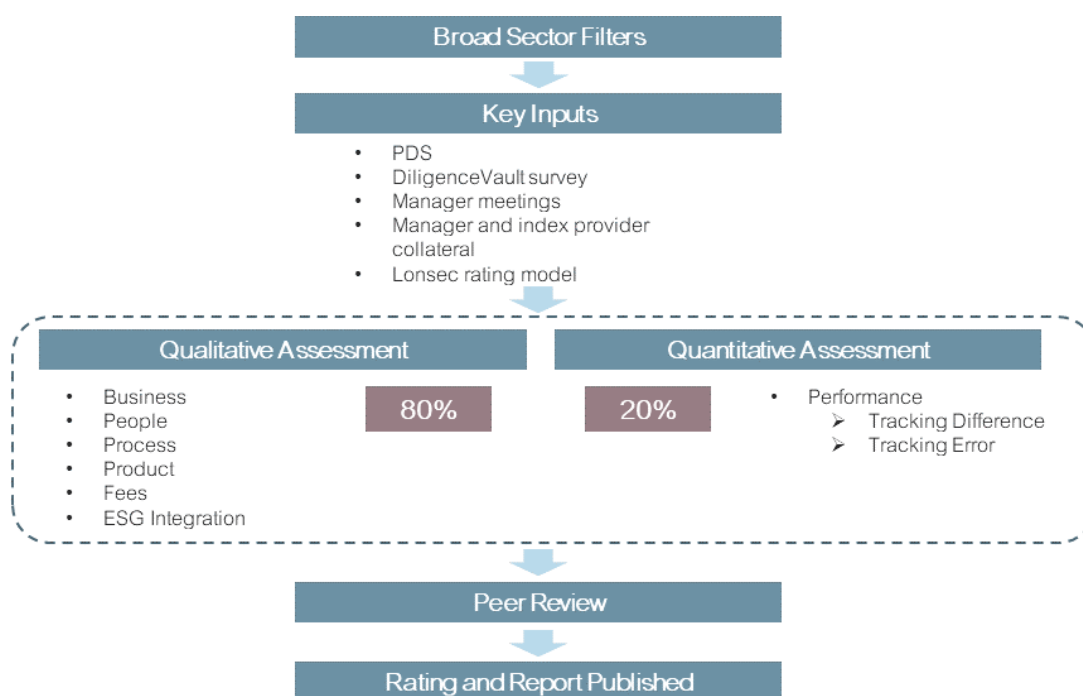 Broad Sector Filters
Key Inputs
• PDS
• DiligenceVault survey
• Manager meetings
• Manager and index provider
collateral
• Lonsec rating model
Qualitative Assessment
• Business
• People
• Process
• Product
• Fees
• ESG Integration
80%
Quantitative Assessment
20%
• Performance
➢ Tracking Difference
➢ Tracking Error
Peer Review
Rating and Report Published